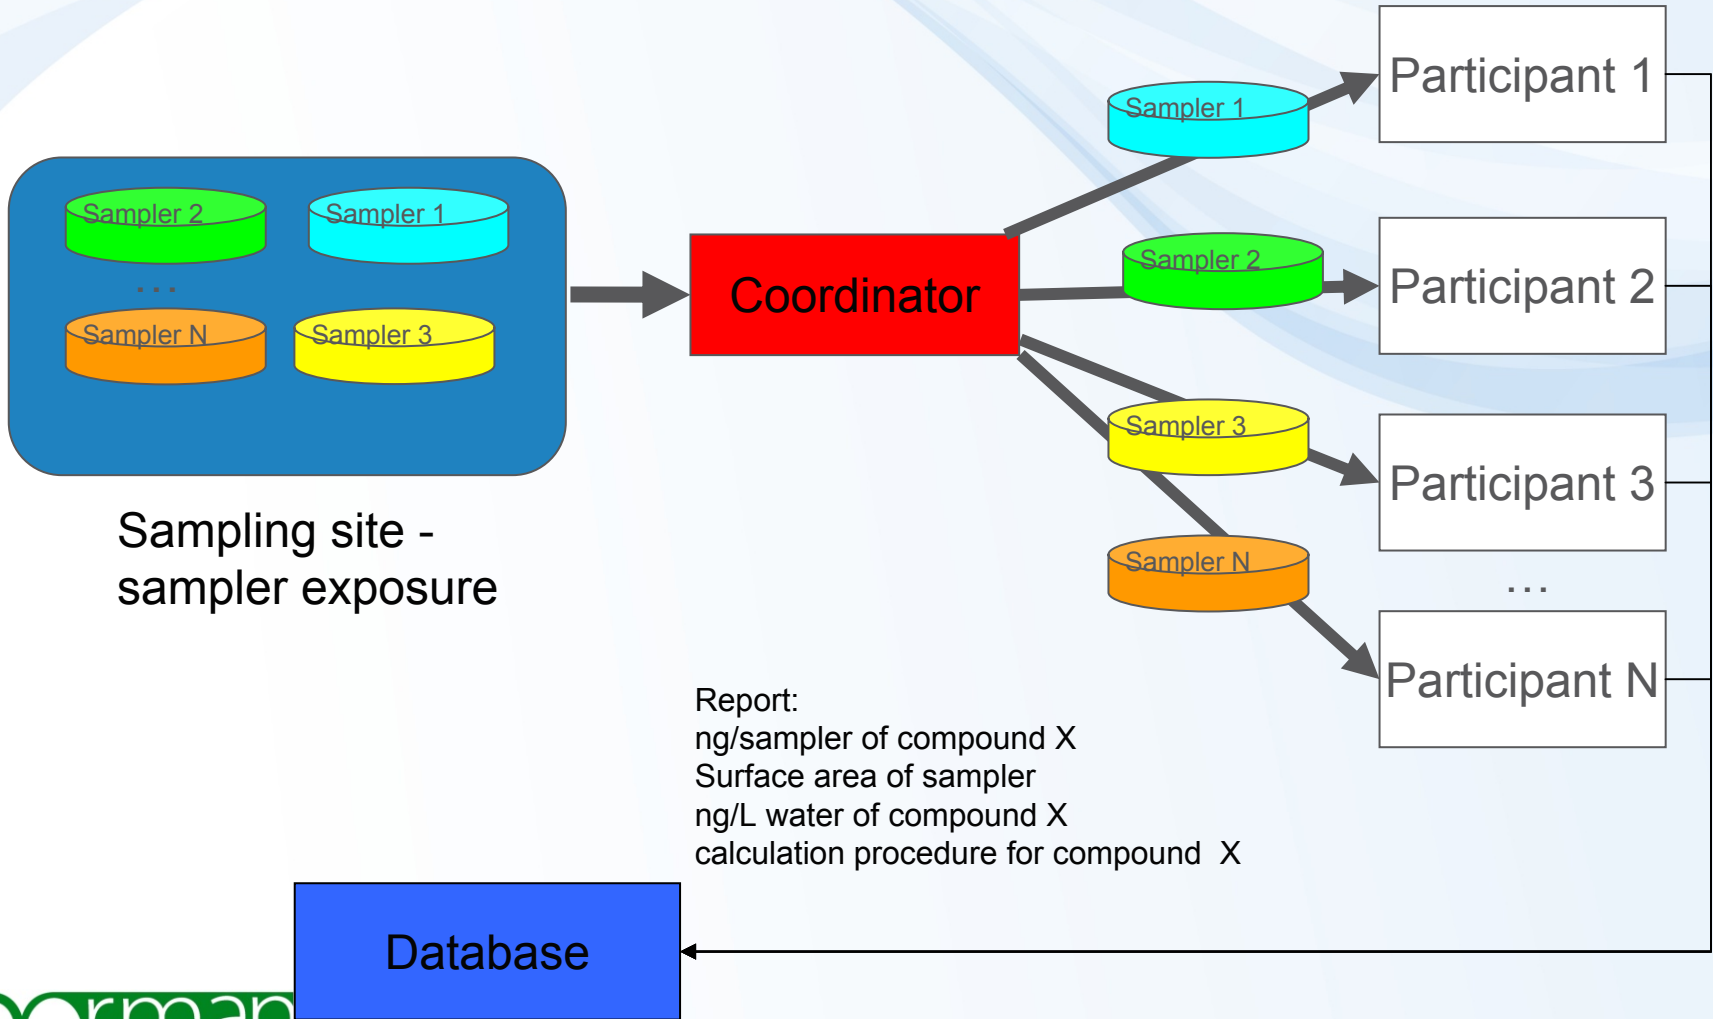 Sampler 2
Sampler 1
...
Sampler N
Sampler 3
Sampling site -
sampler exposure
Coordinator
Sampler 1
Sampler 2
Sampler 3
Sampler N
Participant 1
Participant 2
Participant 3
...
Participant N
Report:
ng/sampler of compound X
Surface area of sampler
ng/L water of compound X
calculation procedure for compound X
Database